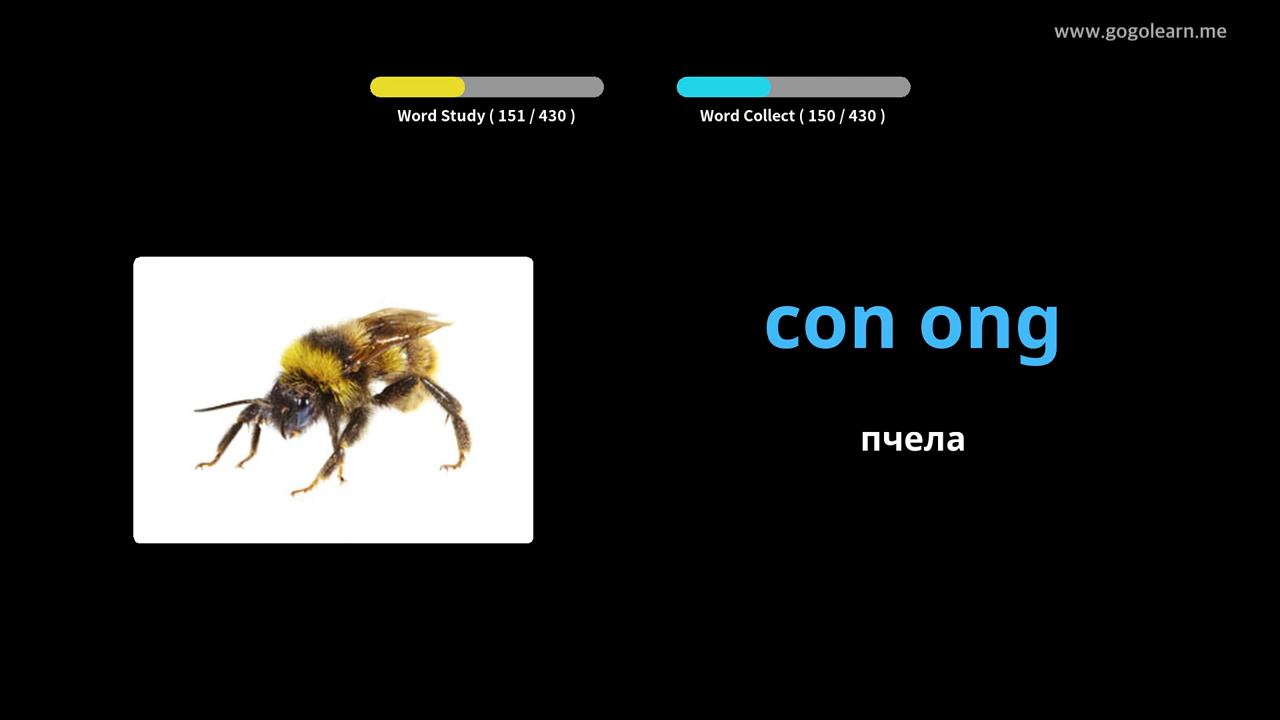 www.gogolearn.me
Word Study ( 151 / 430 )
Word Collect ( 150 / 430 )
con ong
пчела